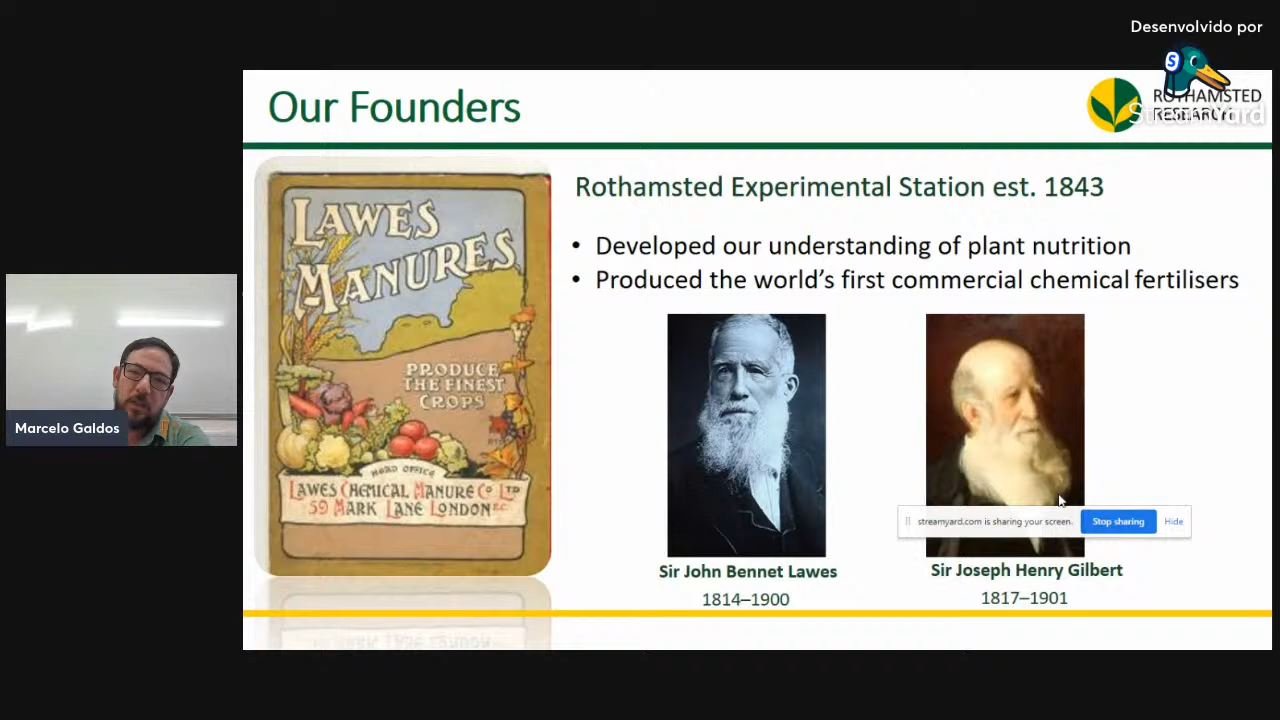 Desenvolvido por
S
StreamYard
Our Founders
ROTHAMSTED
RESEARCH
LAWES
MANURES
PRODUCE
THE FINEST
CROPS
HEAD OFFICE
LAWES CHEMICAL MANURE Co LTD
59 MARK LANE LONDON E.C.
Rothamsted Experimental Station est. 1843
• Developed our understanding of plant nutrition
• Produced the world's first commercial chemical fertilisers
Marcelo Galdos
streamyard.com is sharing your screen.
Stop sharing
Hide
Sir John Bennet Lawes
1814–1900
Sir Joseph Henry Gilbert
1817–1901